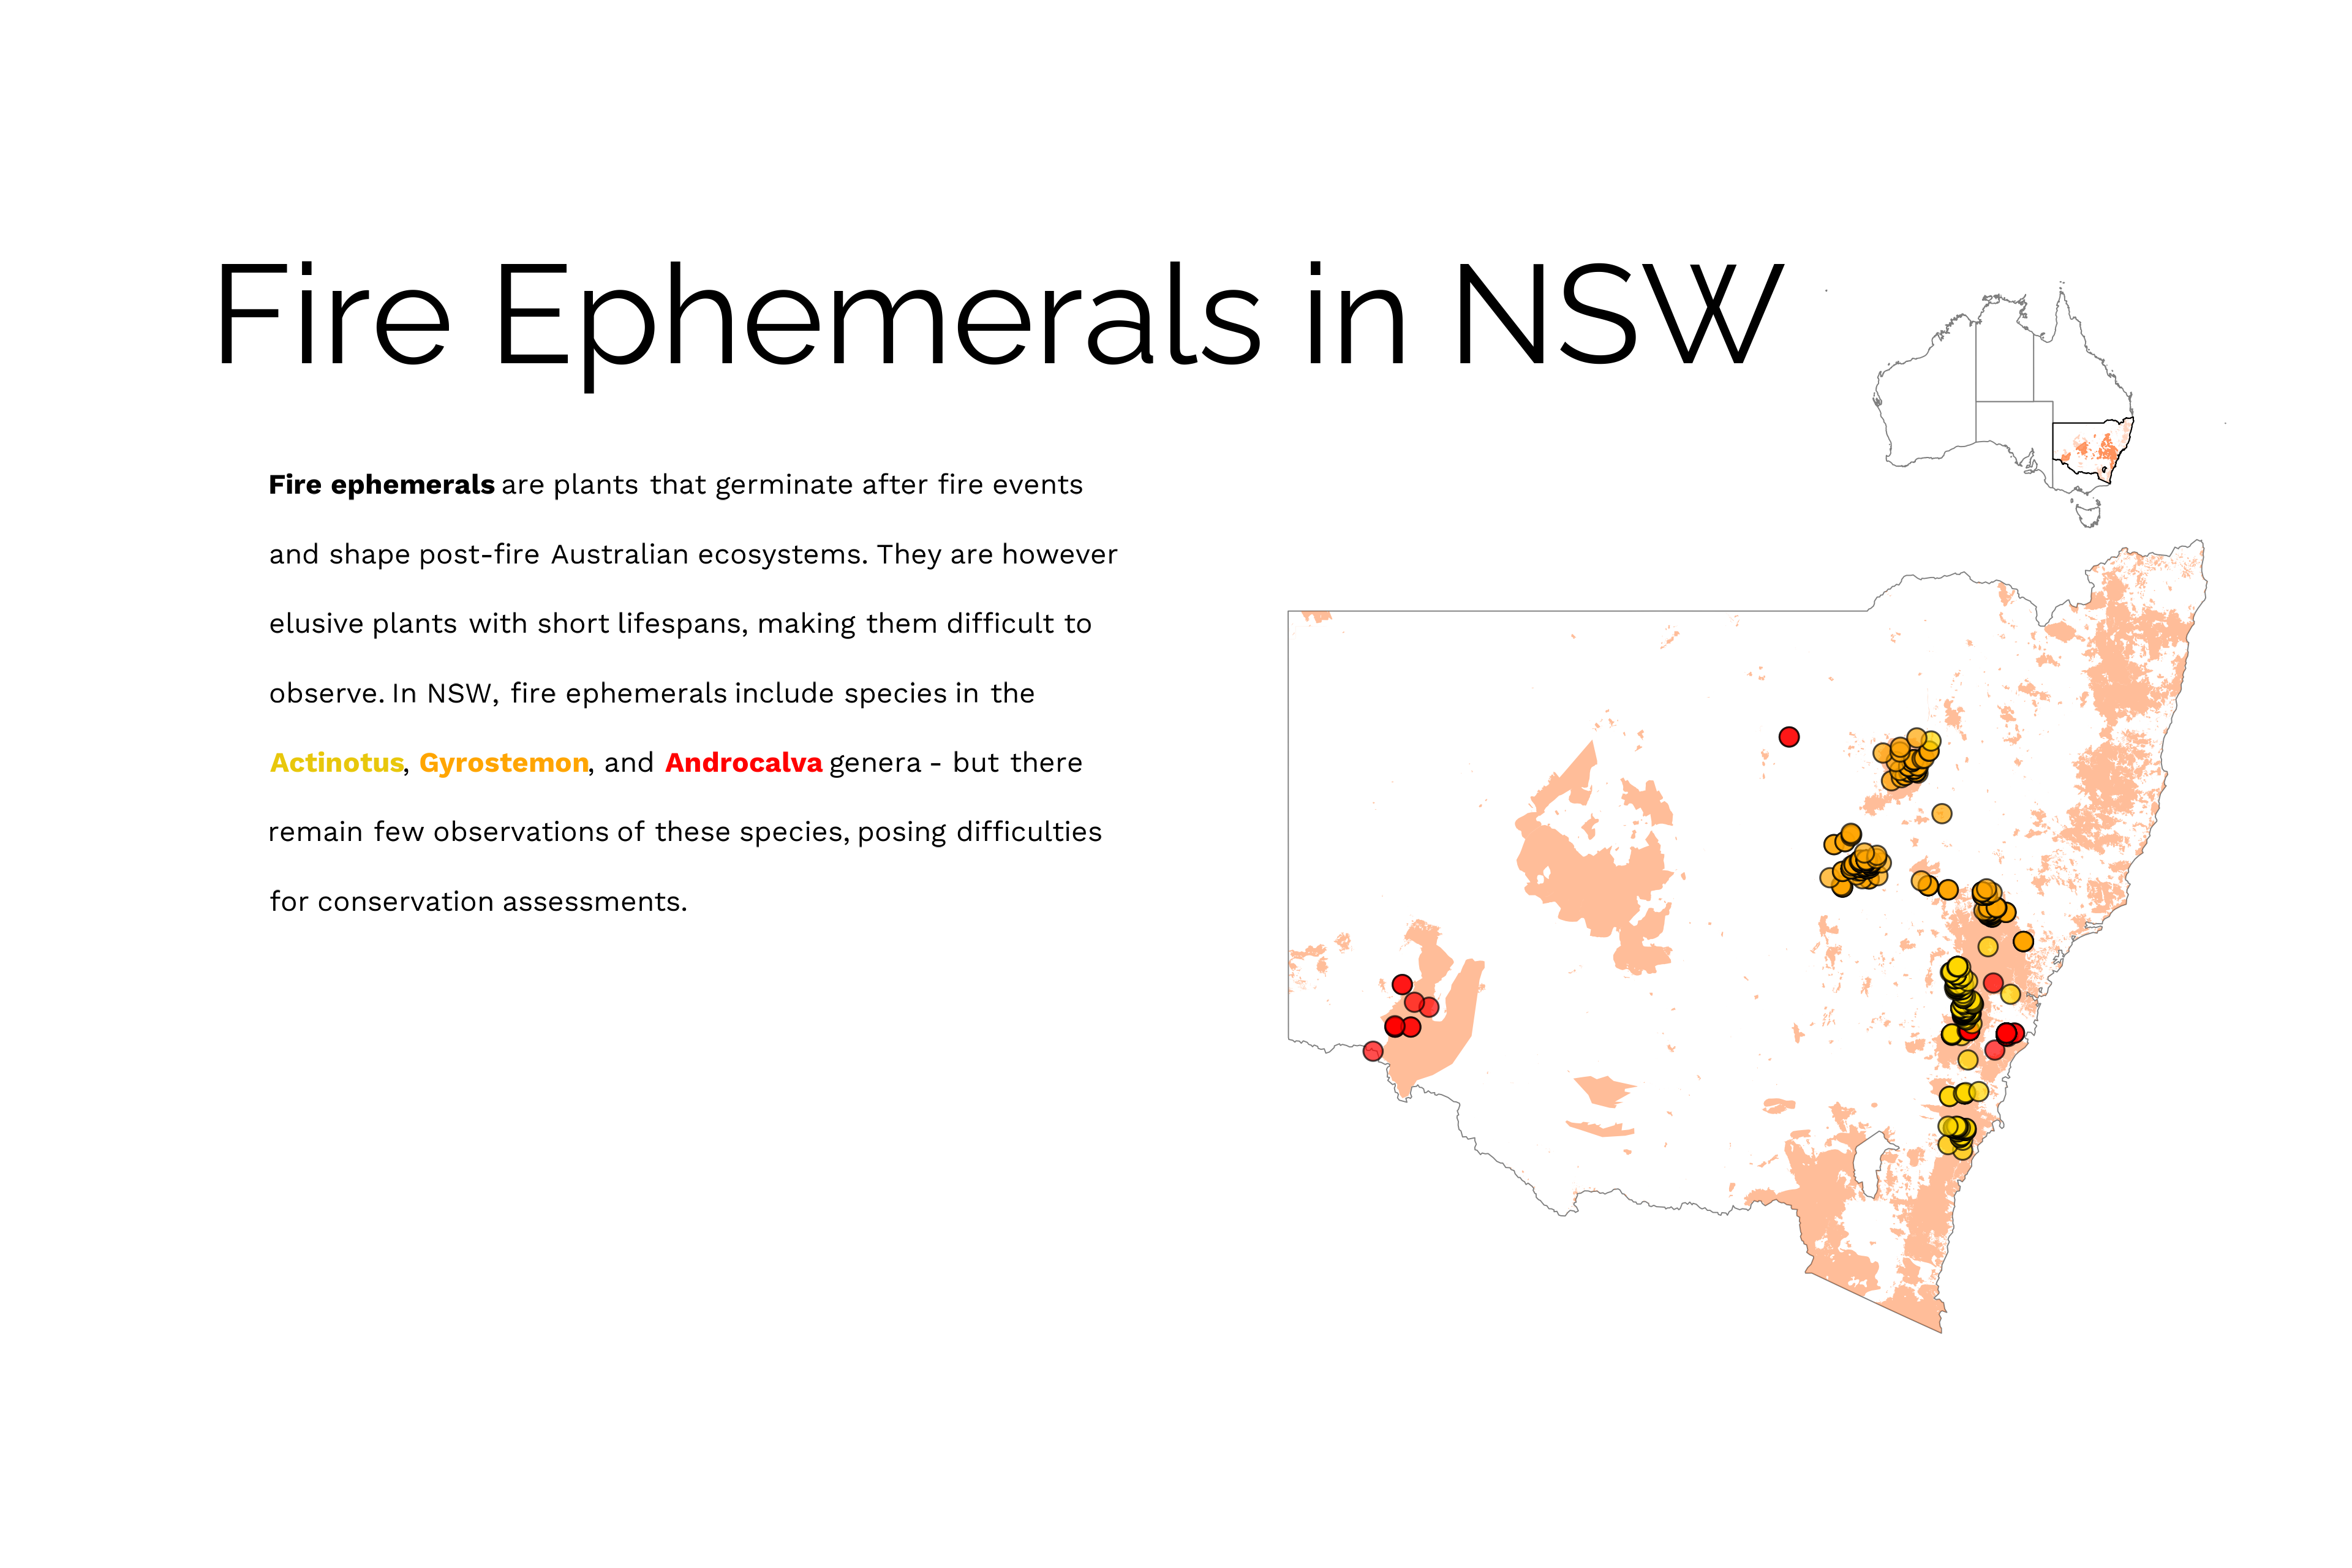 Fire Ephemerals in NSW
Fire ephemerals are plants that germinate after fire events
and shape post-fire Australian ecosystems. They are however
elusive plants with short lifespans, making them difficult to
observe. In NSW, fire ephemerals include species in the
Actinotus, Gyrostemon, and Androcalva genera - but there
remain few observations of these species, posing difficulties
for conservation assessments.